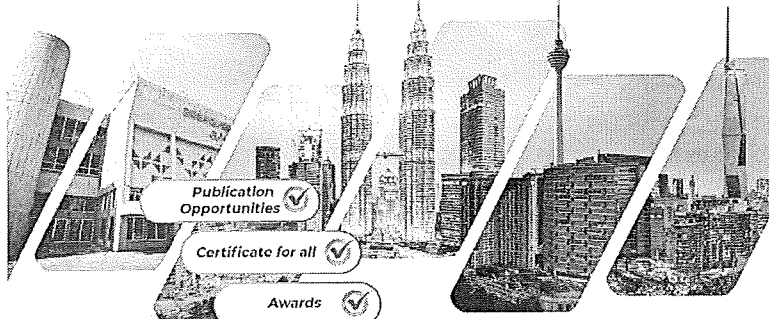 Publication
Opportunities
Certificate for all
Awards